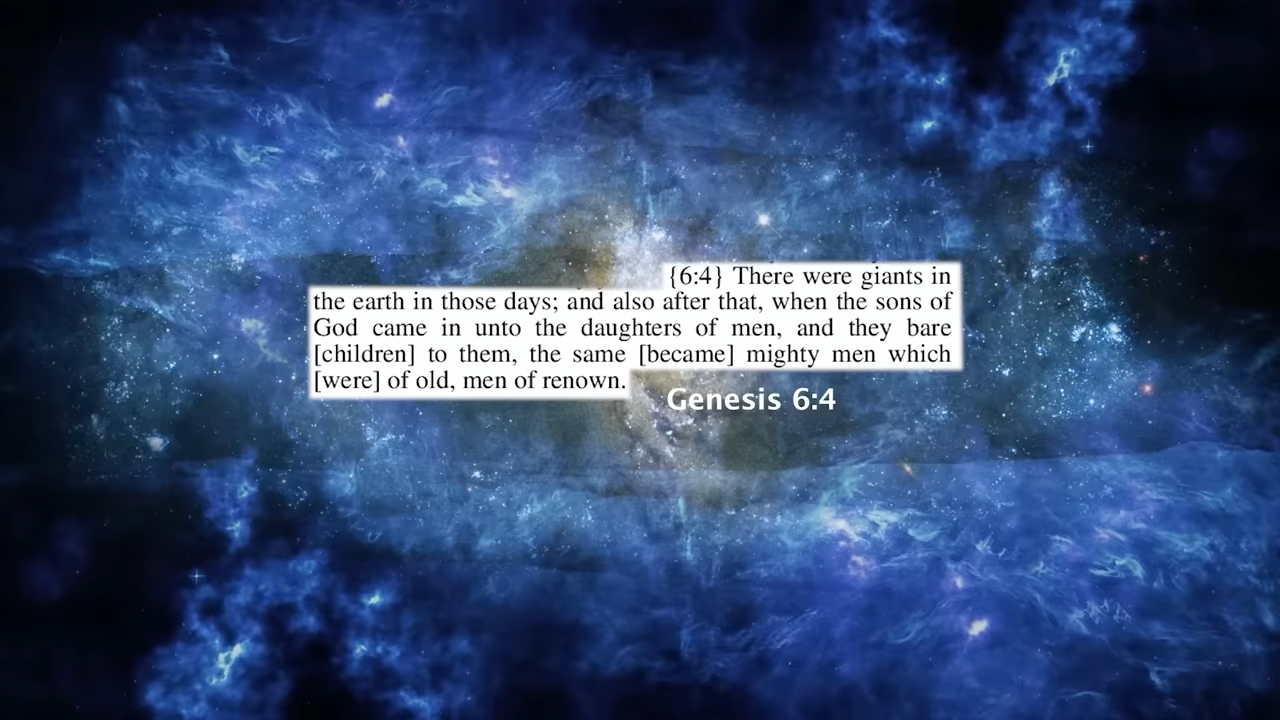 {6:4} There were giants in
the earth in those days; and also after that, when the sons of
God came in unto the daughters of men, and they bare
[children] to them, the same [became] mighty men which
[were] of old, men of renown.
Genesis 6:4